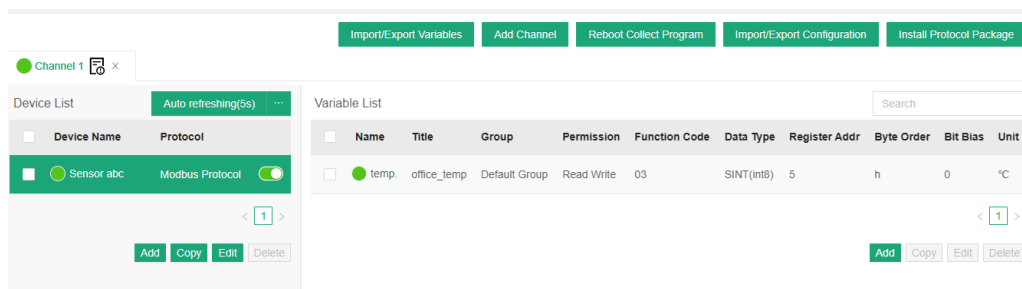 Import/Export Variables Add Channel Reboot Collect Program Import/Export Configuration Install Protocol Package
Channel 1 ×
Device List Auto refreshing(5s) ... Variable List Search
Device Name Protocol Name Title Group Permission Function Code Data Type Register Addr Byte Order Bit Bias Unit
Sensor abc Modbus Protocol temp. office_temp Default Group Read Write 03 SINT(int8) 5 h 0 °C
< 1 > < 1 >
Add Copy Edit Delete Add Copy Edit Delete